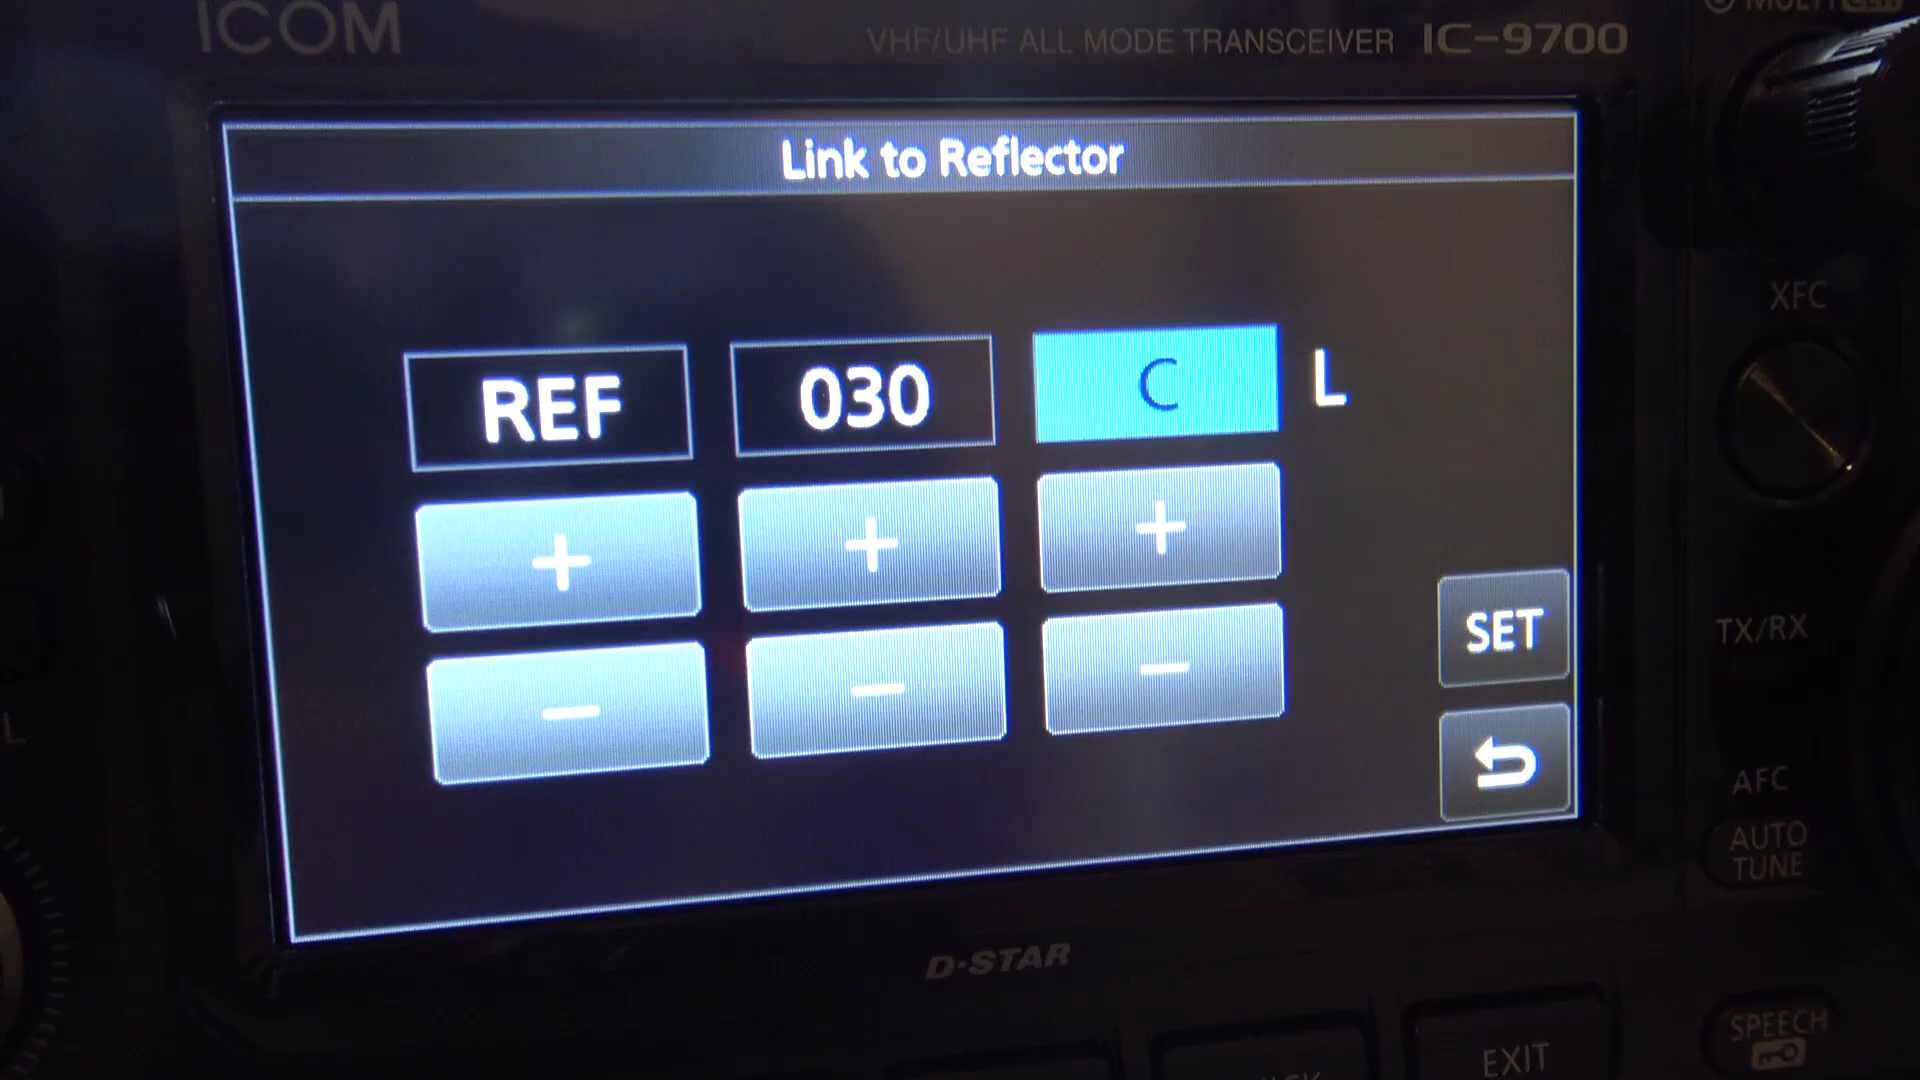 ICOM
VHF/UHF ALL MODE TRANSCEIVER IC-9700
Link to Reflector
REF 030 C L
+ + +
- - -
SET
XFC
TX/RX
AFC
AUTO
TUNE
L
D-STAR
EXIT
SPEECH